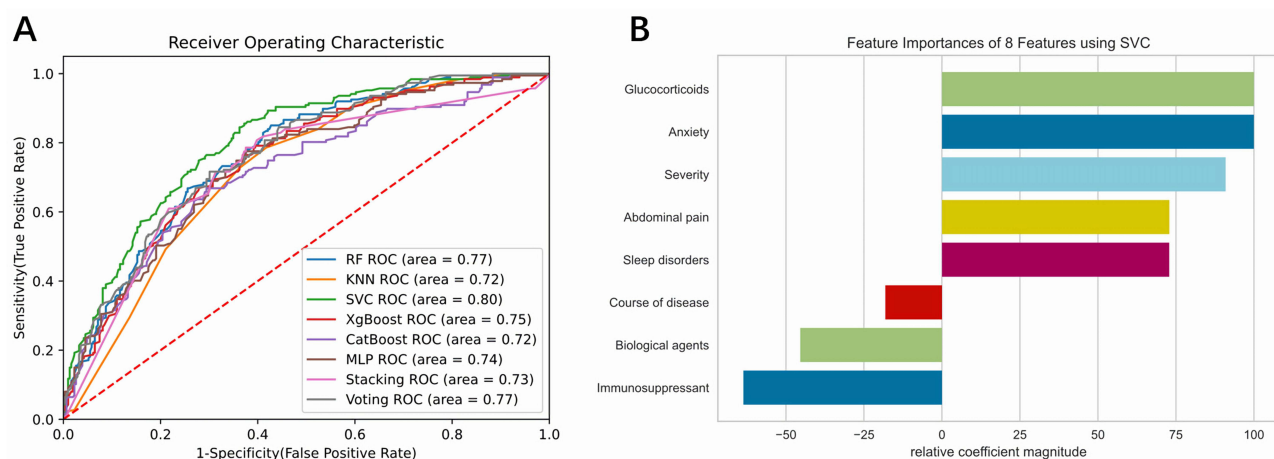 A
Receiver Operating Characteristic
Sensitivity(True Positive Rate)
1.0
0.8
0.6
0.4
0.2
0.0
RF ROC (area = 0.77)
KNN ROC (area = 0.72)
SVC ROC (area = 0.80)
XgBoost ROC (area = 0.75)
CatBoost ROC (area = 0.72)
MLP ROC (area = 0.74)
Stacking ROC (area = 0.73)
Voting ROC (area = 0.77)
0.0 0.2 0.4 0.6 0.8 1.0
1-Specificity(False Positive Rate)
B
Feature Importances of 8 Features using SVC
Glucocorticoids
Anxiety
Severity
Abdominal pain
Sleep disorders
Course of disease
Biological agents
Immunosuppressant
−50 −25 0 25 50 75 100
relative coefficient magnitude